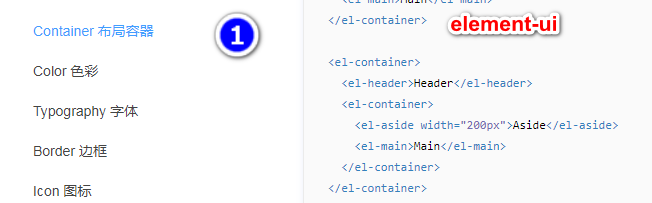 Container 布局容器
Color 色彩
Typography 字体
Border 边框
Icon 图标
1
<el-main>Main</el-main>
</el-container>
element-ui
<el-container>
<el-header>Header</el-header>
<el-container>
<el-aside width="200px">Aside</el-aside>
<el-main>Main</el-main>
</el-container>
</el-container>